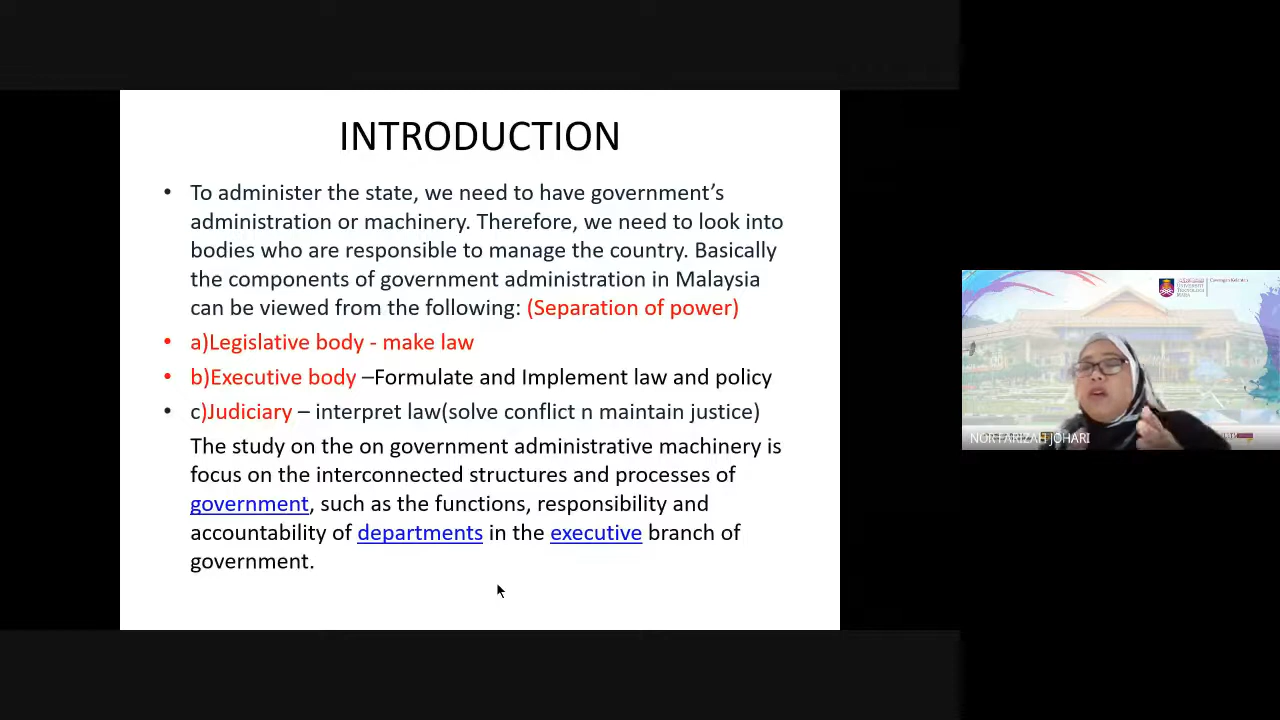 INTRODUCTION
• To administer the state, we need to have government’s
administration or machinery. Therefore, we need to look into
bodies who are responsible to manage the country. Basically
the components of government administration in Malaysia
can be viewed from the following: (Separation of power)
• a)Legislative body - make law
• b)Executive body –Formulate and Implement law and policy
• c)Judiciary – interpret law(solve conflict n maintain justice)
The study on the on government administrative machinery is
focus on the interconnected structures and processes of
government, such as the functions, responsibility and
accountability of departments in the executive branch of
government.
UNIVERSITI
TEKNOLOGI
MARA
NOR FARIZAH JOHARI